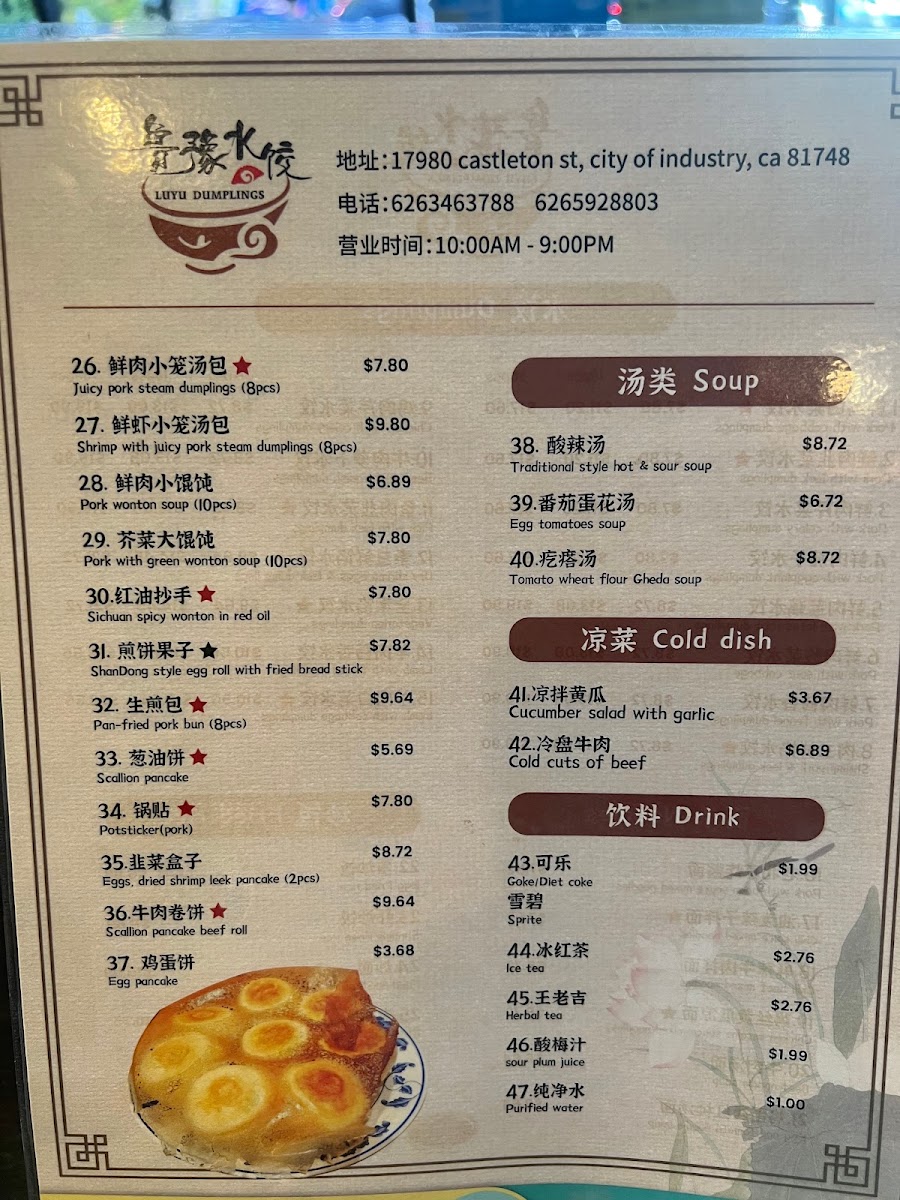 鲁豫水饺
LUYU DUMPLINGS
地址:17980 castleton st, city of industry, ca 81748
电话:6263463788 6265928803
营业时间:10:00AM - 9:00PM
26. 鲜肉小笼汤包 $7.80
Juicy pork steam dumplings (8pcs)
27. 鲜虾小笼汤包 $9.80
Shrimp with juicy pork steam dumplings (8pcs)
28. 鲜肉小馄饨 $6.89
Pork wonton soup (10pcs)
29. 芥菜大馄饨 $7.80
Pork with green wonton soup (10pcs)
30.红油抄手 $7.80
Sichuan spicy wonton in red oil
31. 煎饼果子 $7.82
ShanDong style egg roll with fried bread stick
32. 生煎包 $9.64
Pan-fried pork bun (8pcs)
33. 葱油饼 $5.69
Scallion pancake
34. 锅贴 $7.80
Potsticker(pork)
35.韭菜盒子 $8.72
Eggs, dried shrimp leek pancake (2pcs)
36.牛肉卷饼 $9.64
Scallion pancake beef roll
37. 鸡蛋饼 $3.68
Egg pancake
汤类 Soup
38. 酸辣汤 $8.72
Traditional style hot & sour soup
39.番茄蛋花汤 $6.72
Egg tomatoes soup
40.疙瘩汤 $8.72
Tomato wheat flour Gheda soup
凉菜 Cold dish
41.凉拌黄瓜 $3.67
Cucumber salad with garlic
42.冷盘牛肉 $6.89
Cold cuts of beef
饮料 Drink
43.可乐 $1.99
Goke/Diet coke
雪碧
Sprite
44.冰红茶 $2.76
Ice tea
45.王老吉 $2.76
Herbal tea
46.酸梅汁 $1.99
sour plum juice
47.纯净水 $1.00
Purified water